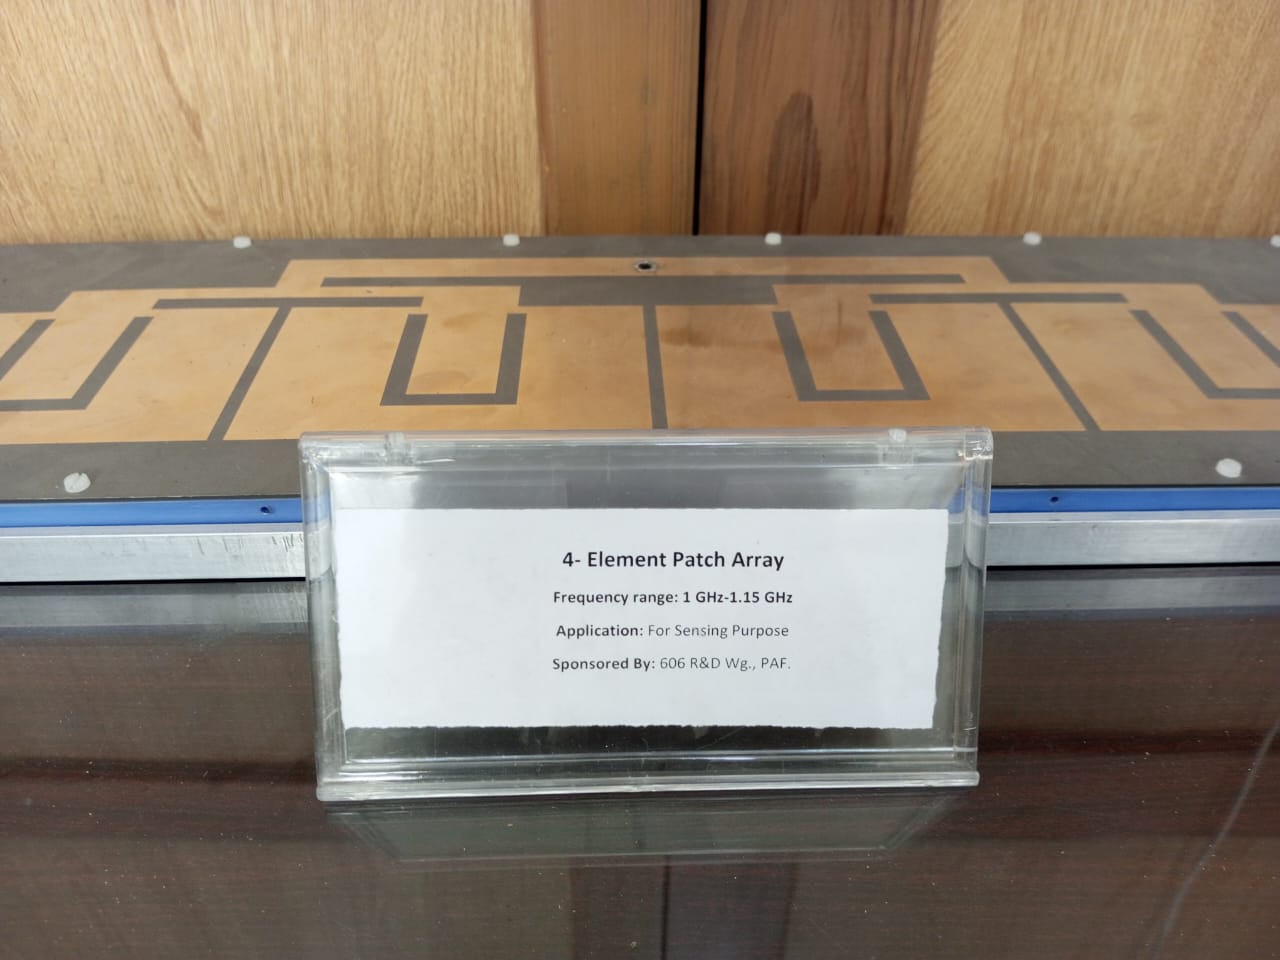 4- Element Patch Array
Frequency range: 1 GHz-1.15 GHz
Application: For Sensing Purpose
Sponsored By: 606 R&D Wg., PAF.